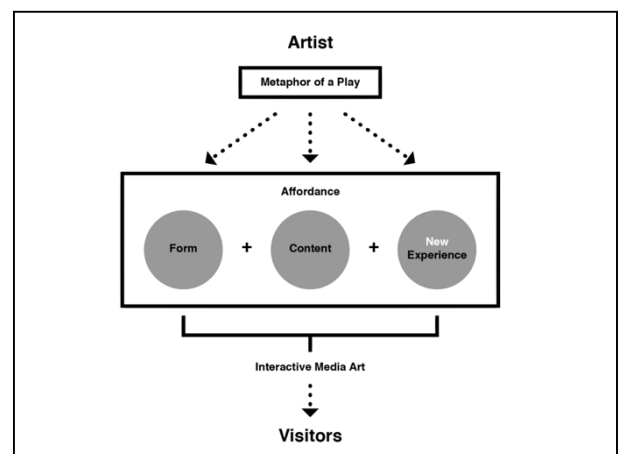 Artist
Metaphor of a Play
Affordance
Form + Content + New
Experience
Interactive Media Art
Visitors